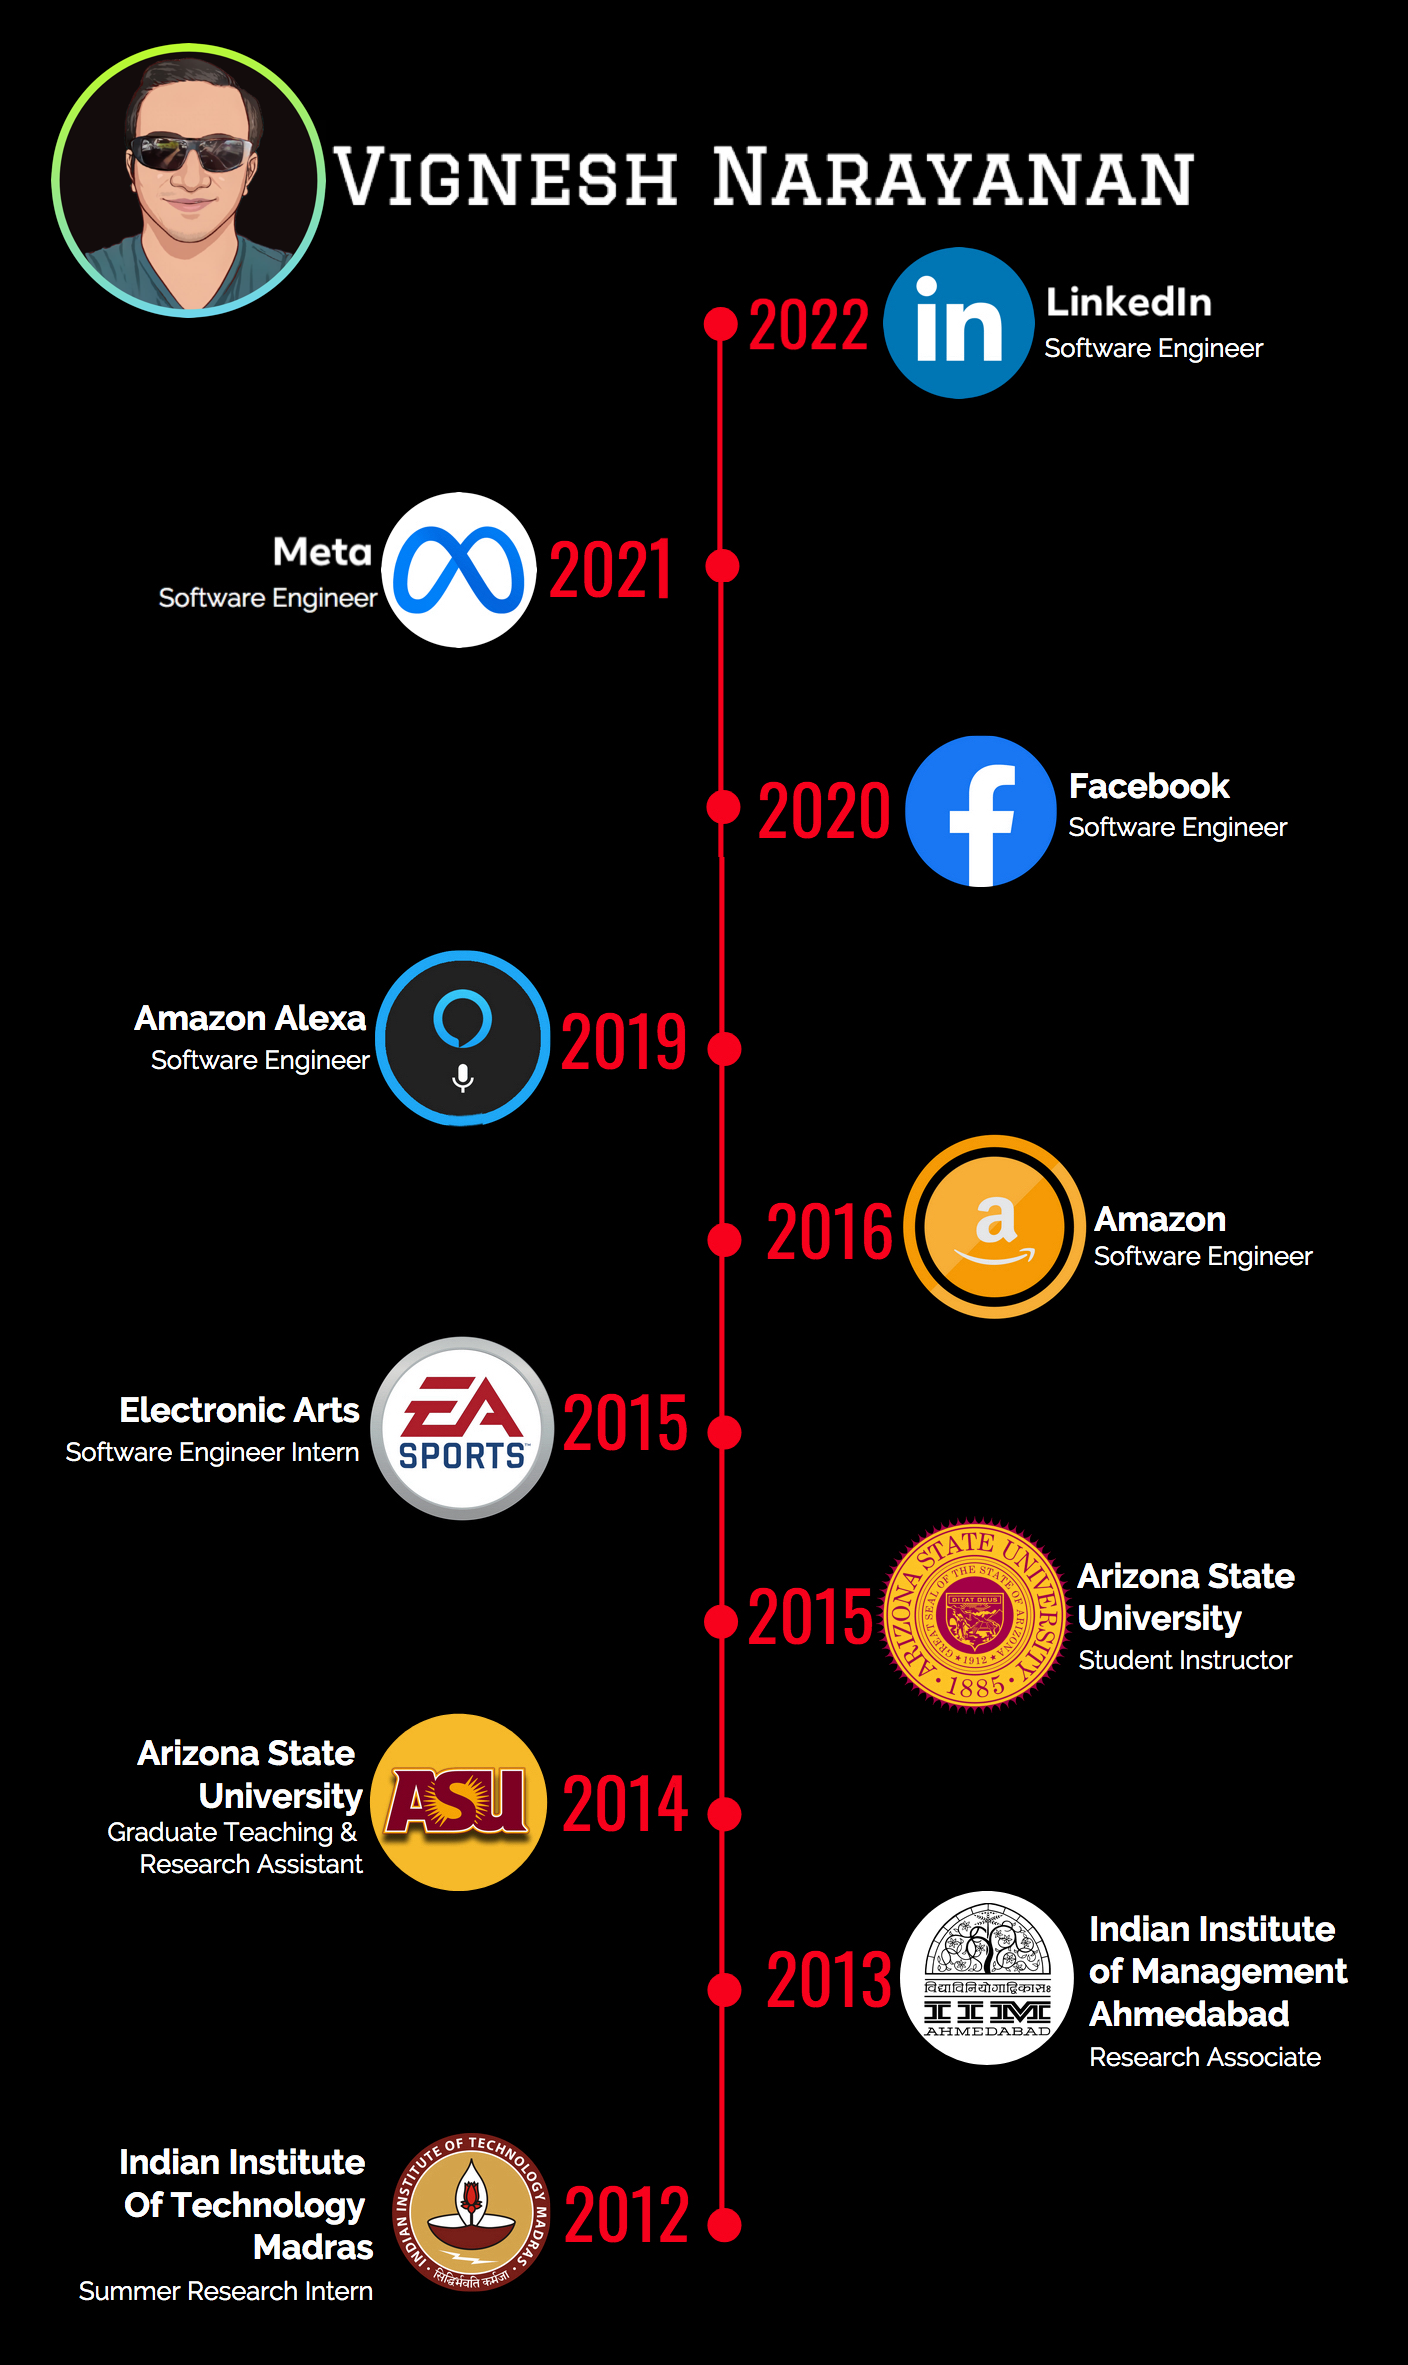 VIGNESH NARAYANAN
2022
in
LinkedIn
Software Engineer
Meta
Software Engineer
2021
2020
Facebook
Software Engineer
Amazon Alexa
Software Engineer
2019
2016
a
Amazon
Software Engineer
Electronic Arts
Software Engineer Intern
EA
SPORTS™
2015
2015
ARIZONA STATE UNIVERSITY
GREAT SEAL OF THE STATE OF ARIZONA
DITAT DEUS
1912
1885
Arizona State
University
Student Instructor
Arizona State
University
Graduate Teaching &
Research Assistant
ASU
2014
2013
विद्याविनियोगाद्विकासः
IIM
AHMEDABAD
Indian Institute
of Management
Ahmedabad
Research Associate
Indian Institute
Of Technology
Madras
Summer Research Intern
INDIAN INSTITUTE OF TECHNOLOGY MADRAS
सिद्धिर्भवति कर्मजा
2012